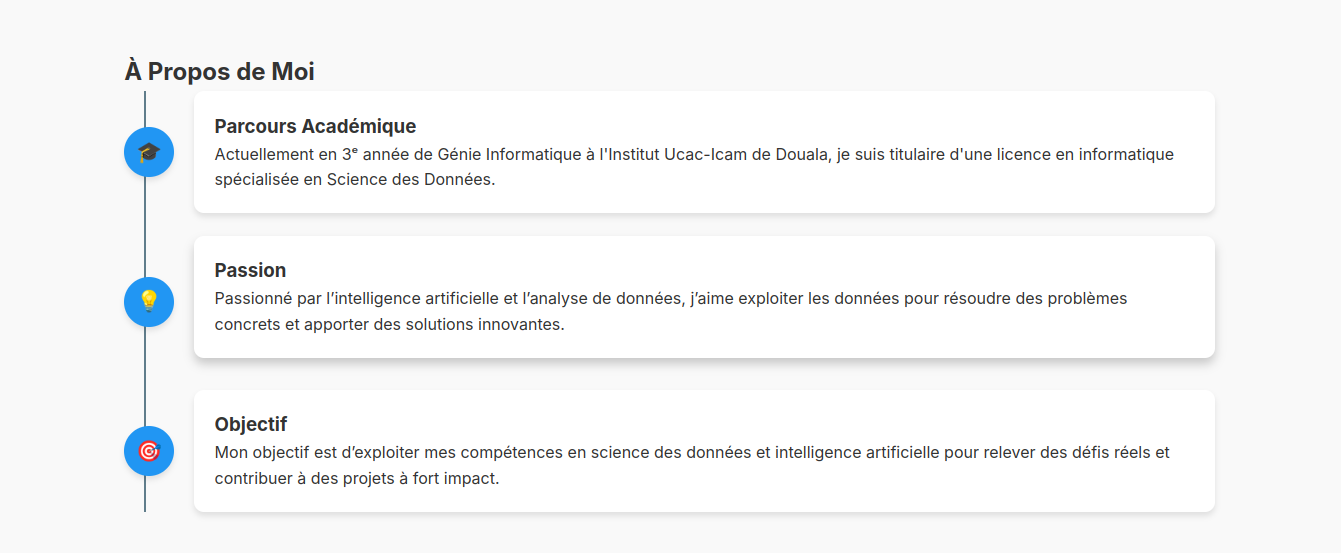 À Propos de Moi
Parcours Académique
Actuellement en 3ᵉ année de Génie Informatique à l'Institut Ucac-Icam de Douala, je suis titulaire d'une licence en informatique
spécialisée en Science des Données.
Passion
Passionné par l’intelligence artificielle et l’analyse de données, j’aime exploiter les données pour résoudre des problèmes
concrets et apporter des solutions innovantes.
Objectif
Mon objectif est d’exploiter mes compétences en science des données et intelligence artificielle pour relever des défis réels et
contribuer à des projets à fort impact.